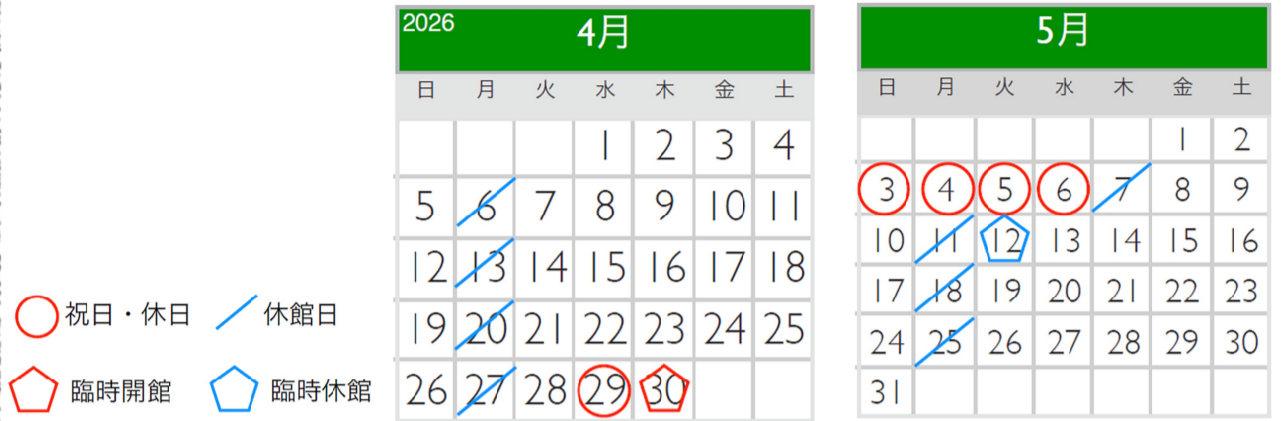 2026 4月
日 月 火 水 木 金 土
1 2 3 4
5 6 7 8 9 10 11
12 13 14 15 16 17 18
19 20 21 22 23 24 25
26 27 28 29 30
5月
日 月 火 水 木 金 土
1 2
3 4 5 6 7 8 9
10 11 12 13 14 15 16
17 18 19 20 21 22 23
24 25 26 27 28 29 30
31
祝日・休日 休館日
臨時開館 臨時休館